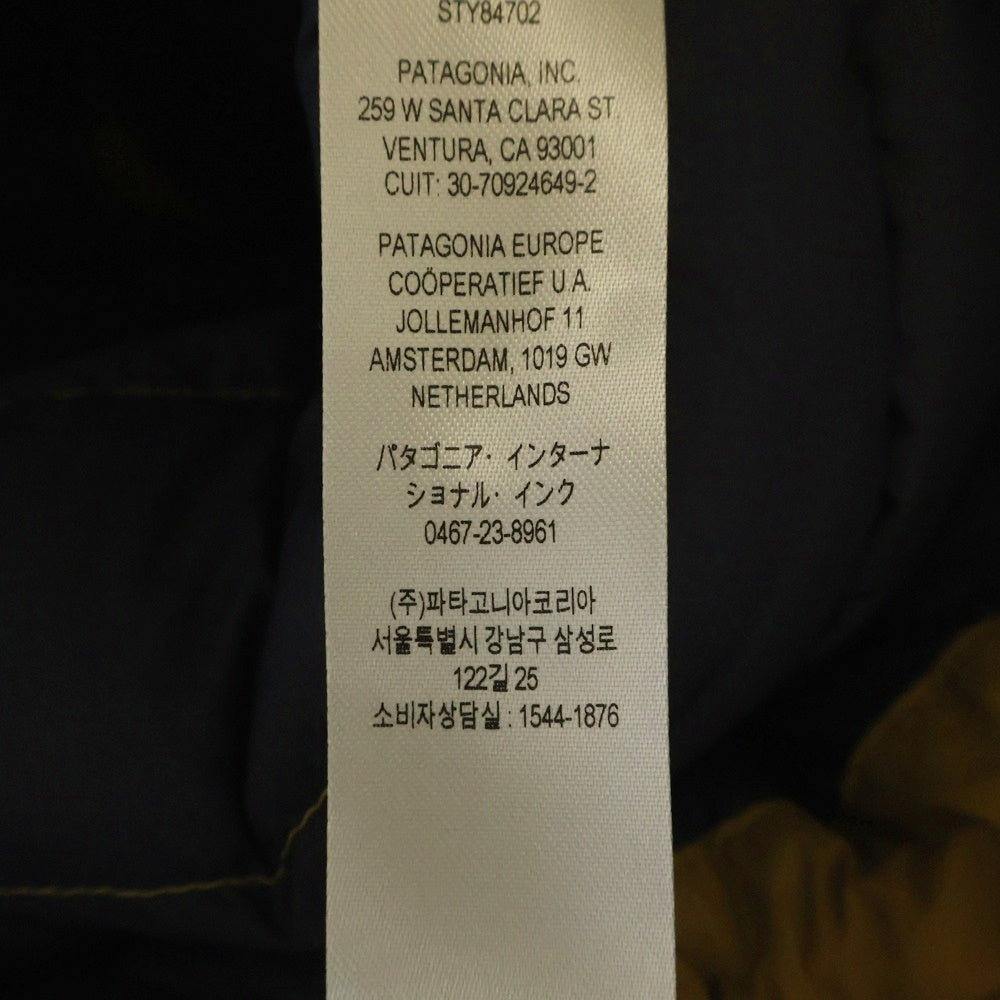 STY84702
PATAGONIA, INC.
259 W SANTA CLARA ST.
VENTURA, CA 93001
CUIT: 30-70924649-2
PATAGONIA EUROPE
COÖPERATIEF U.A.
JOLLEMANHOF 11
AMSTERDAM, 1019 GW
NETHERLANDS
パタゴニア・インターナ
ショナル・インク
0467-23-8961
(주)파타고니아코리아
서울특별시 강남구 삼성로
122길 25
소비자상담실 : 1544-1876